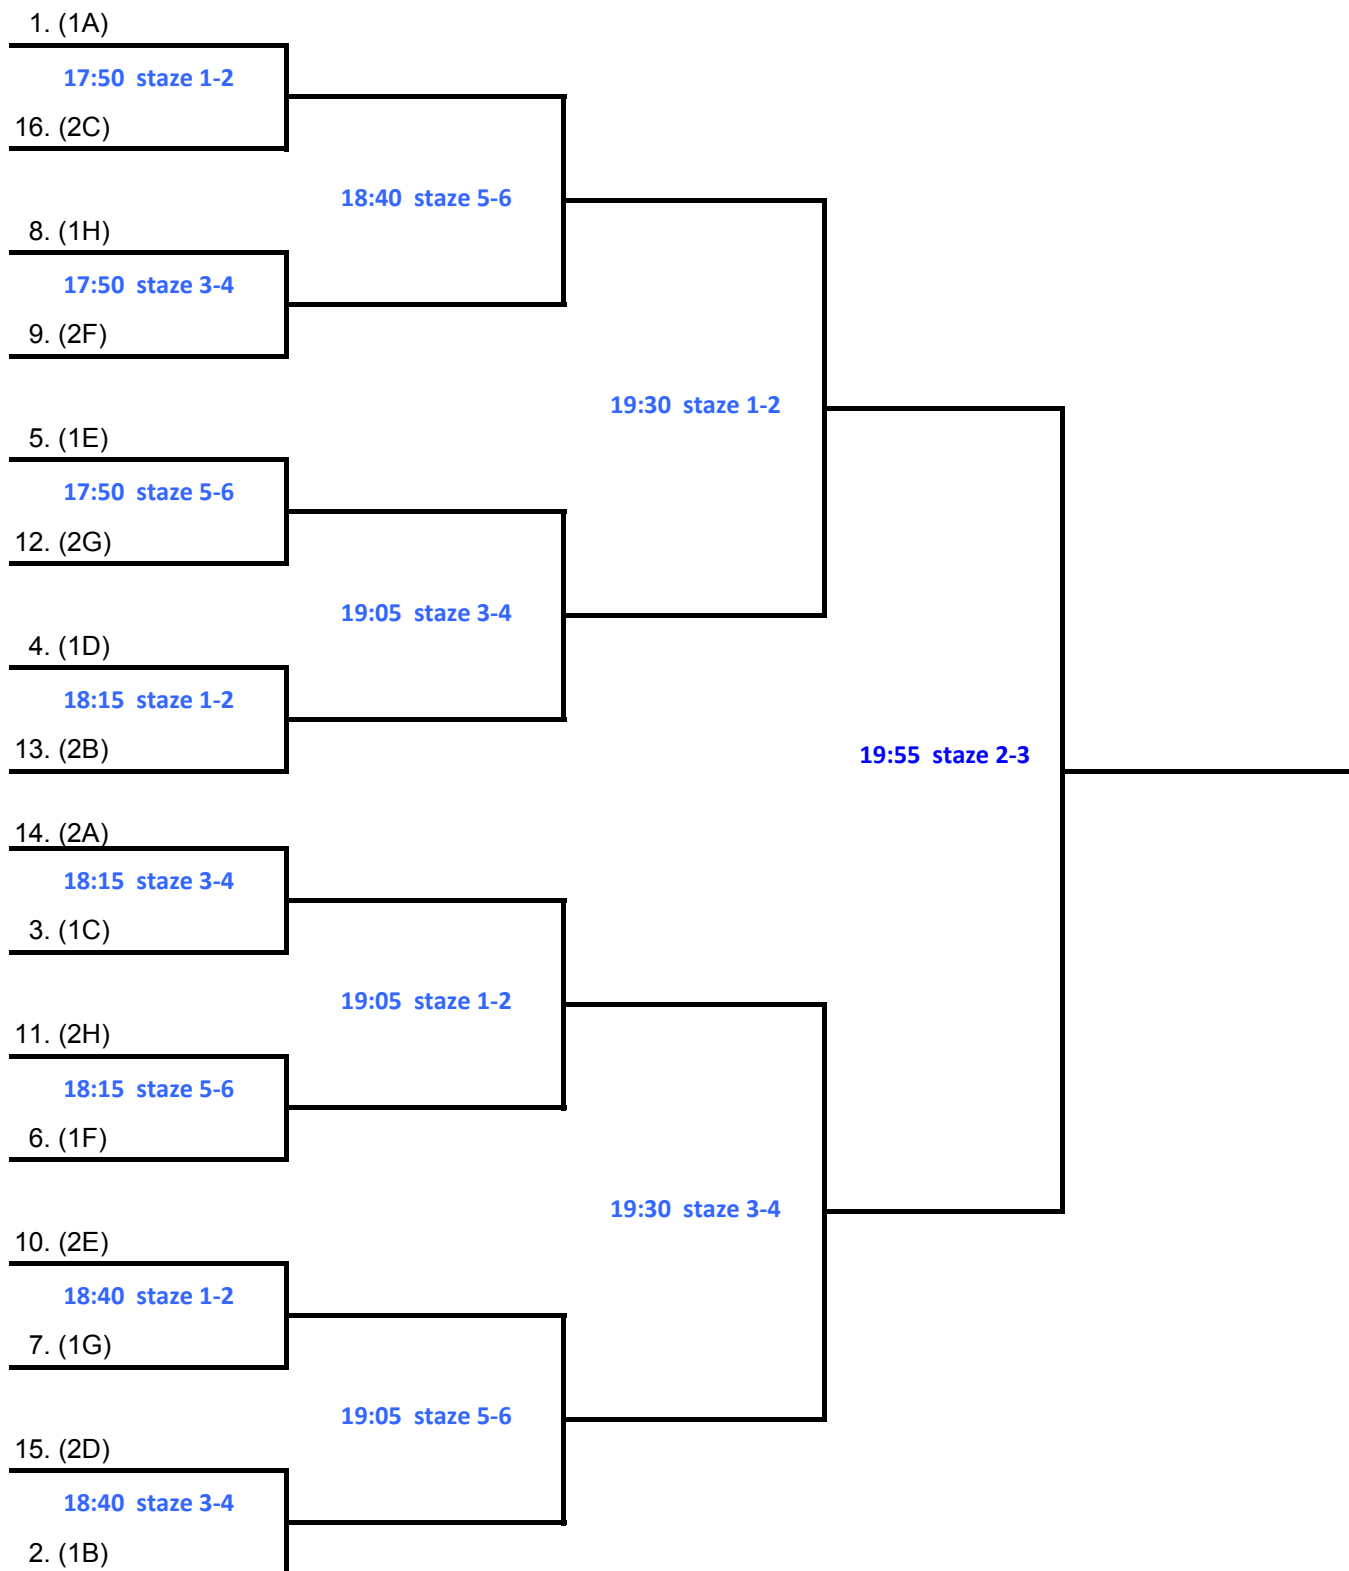 1. (1A)
17:50 staze 1-2
16. (2C)
18:40 staze 5-6
8. (1H)
17:50 staze 3-4
9. (2F)
19:30 staze 1-2
5. (1E)
17:50 staze 5-6
12. (2G)
19:05 staze 3-4
4. (1D)
18:15 staze 1-2
13. (2B)
19:55 staze 2-3
14. (2A)
18:15 staze 3-4
3. (1C)
19:05 staze 1-2
11. (2H)
18:15 staze 5-6
6. (1F)
19:30 staze 3-4
10. (2E)
18:40 staze 1-2
7. (1G)
19:05 staze 5-6
15. (2D)
18:40 staze 3-4
2. (1B)